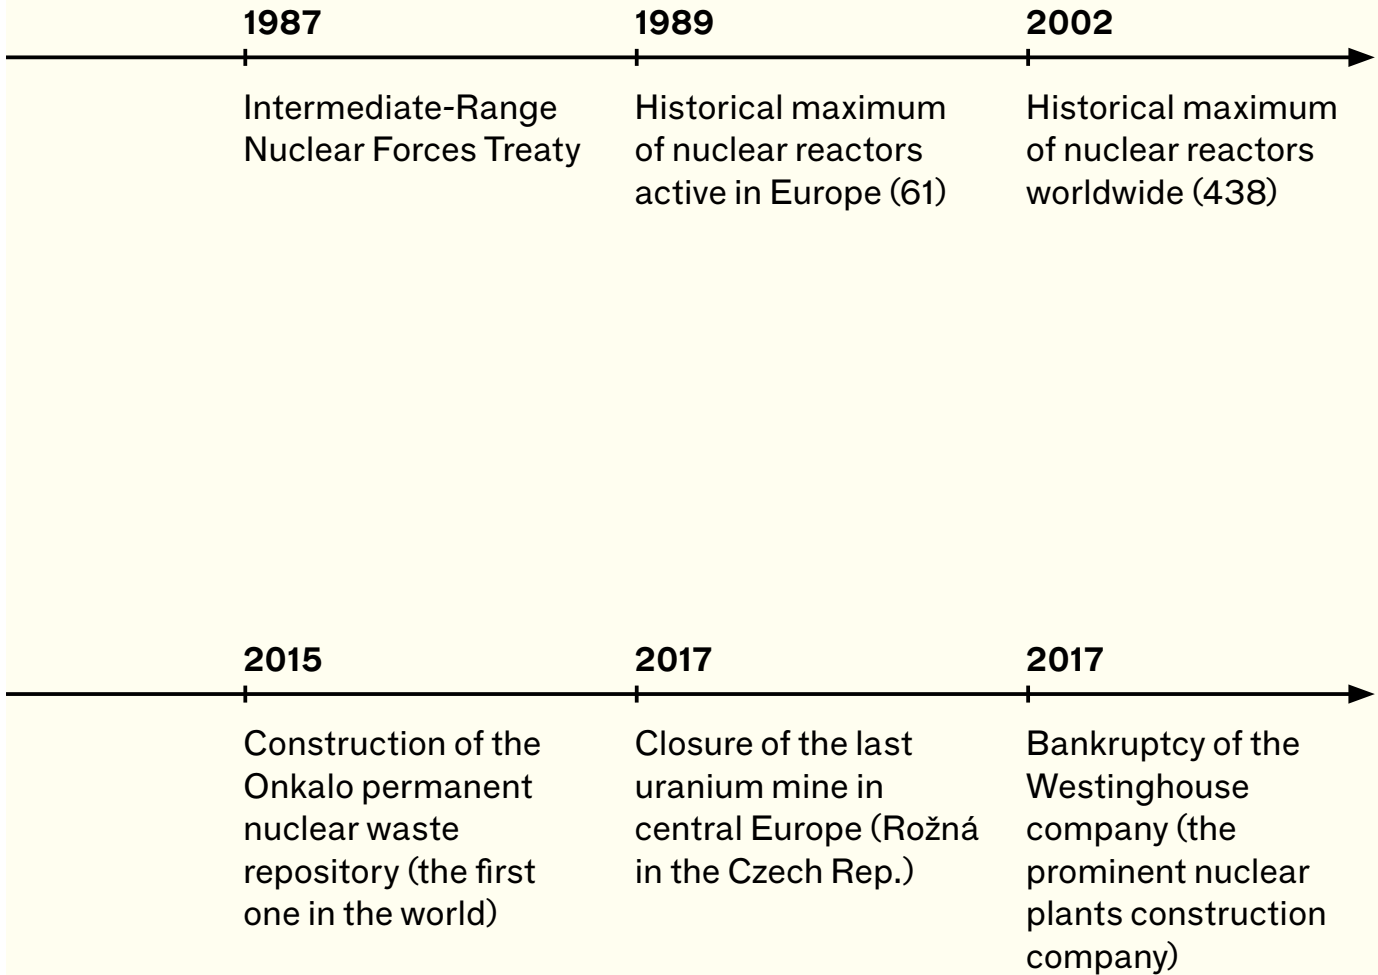 1987
Intermediate-Range
Nuclear Forces Treaty
1989
Historical maximum
of nuclear reactors
active in Europe (61)
2002
Historical maximum
of nuclear reactors
worldwide (438)
2015
Construction of the
Onkalo permanent
nuclear waste
repository (the first
one in the world)
2017
Closure of the last
uranium mine in
central Europe (Rožná
in the Czech Rep.)
2017
Bankruptcy of the
Westinghouse
company (the
prominent nuclear
plants construction
company)